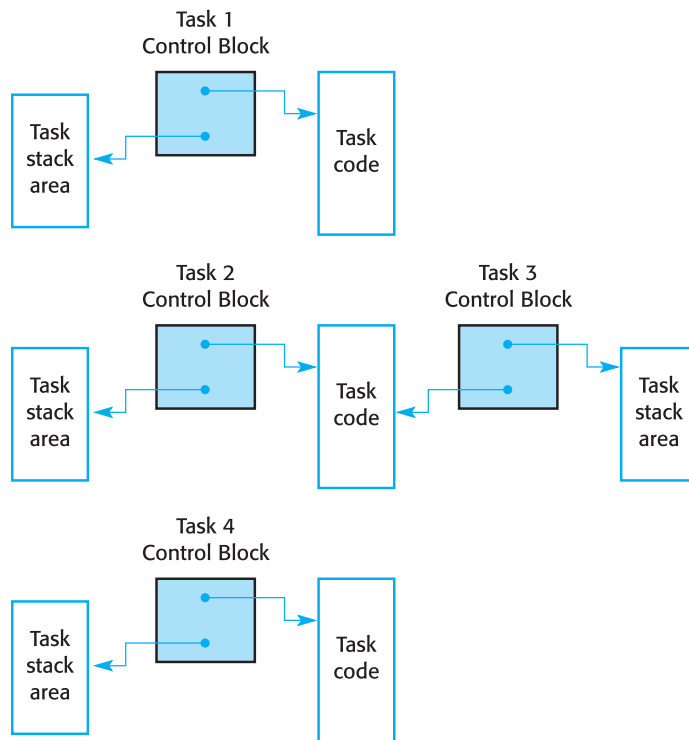 Task 1
Control Block
Task
stack
area
Task
code
Task 2
Control Block
Task 3
Control Block
Task
stack
area
Task
code
Task
stack
area
Task 4
Control Block
Task
stack
area
Task
code